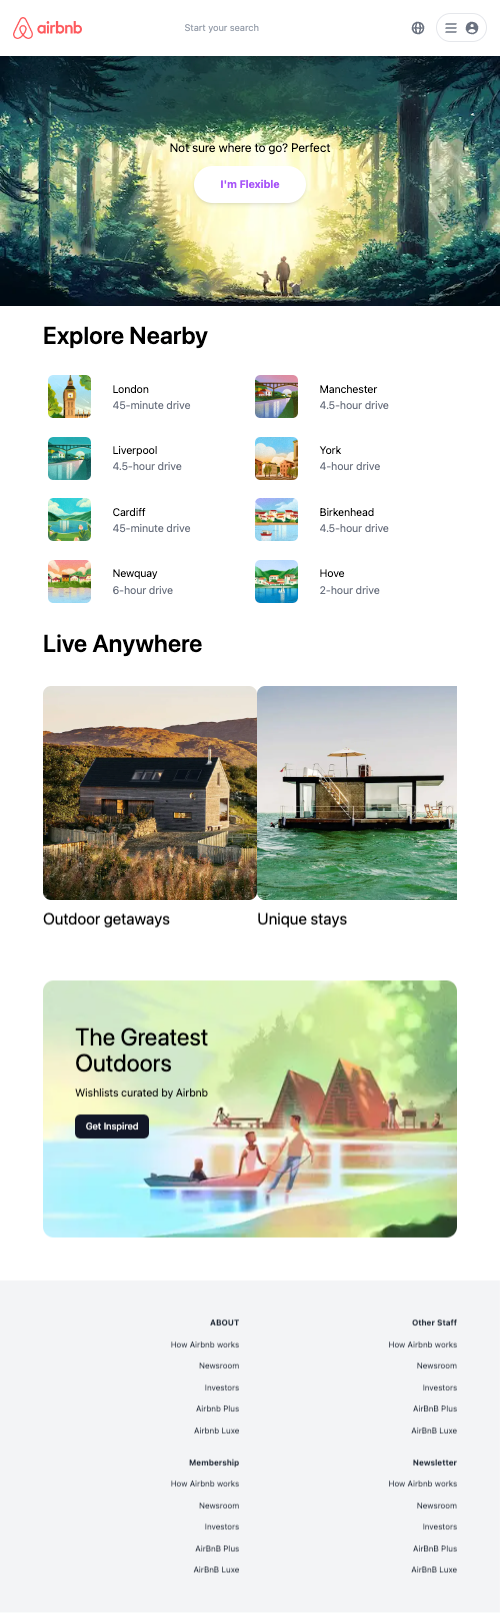 airbnb
Start your search
Not sure where to go? Perfect
I'm Flexible
Explore Nearby
London
45-minute drive
Manchester
4.5-hour drive
Liverpool
4.5-hour drive
York
4-hour drive
Cardiff
45-minute drive
Birkenhead
4.5-hour drive
Newquay
6-hour drive
Hove
2-hour drive
Live Anywhere
Outdoor getaways
Unique stays
The Greatest
Outdoors
Wishlists curated by Airbnb
Get Inspired
ABOUT
How Airbnb works
Newsroom
Investors
Airbnb Plus
Airbnb Luxe
Other Staff
How Airbnb works
Newsroom
Investors
AirBnB Plus
AirBnB Luxe
Membership
How Airbnb works
Newsroom
Investors
AirBnB Plus
AirBnB Luxe
Newsletter
How Airbnb works
Newsroom
Investors
AirBnB Plus
AirBnB Luxe